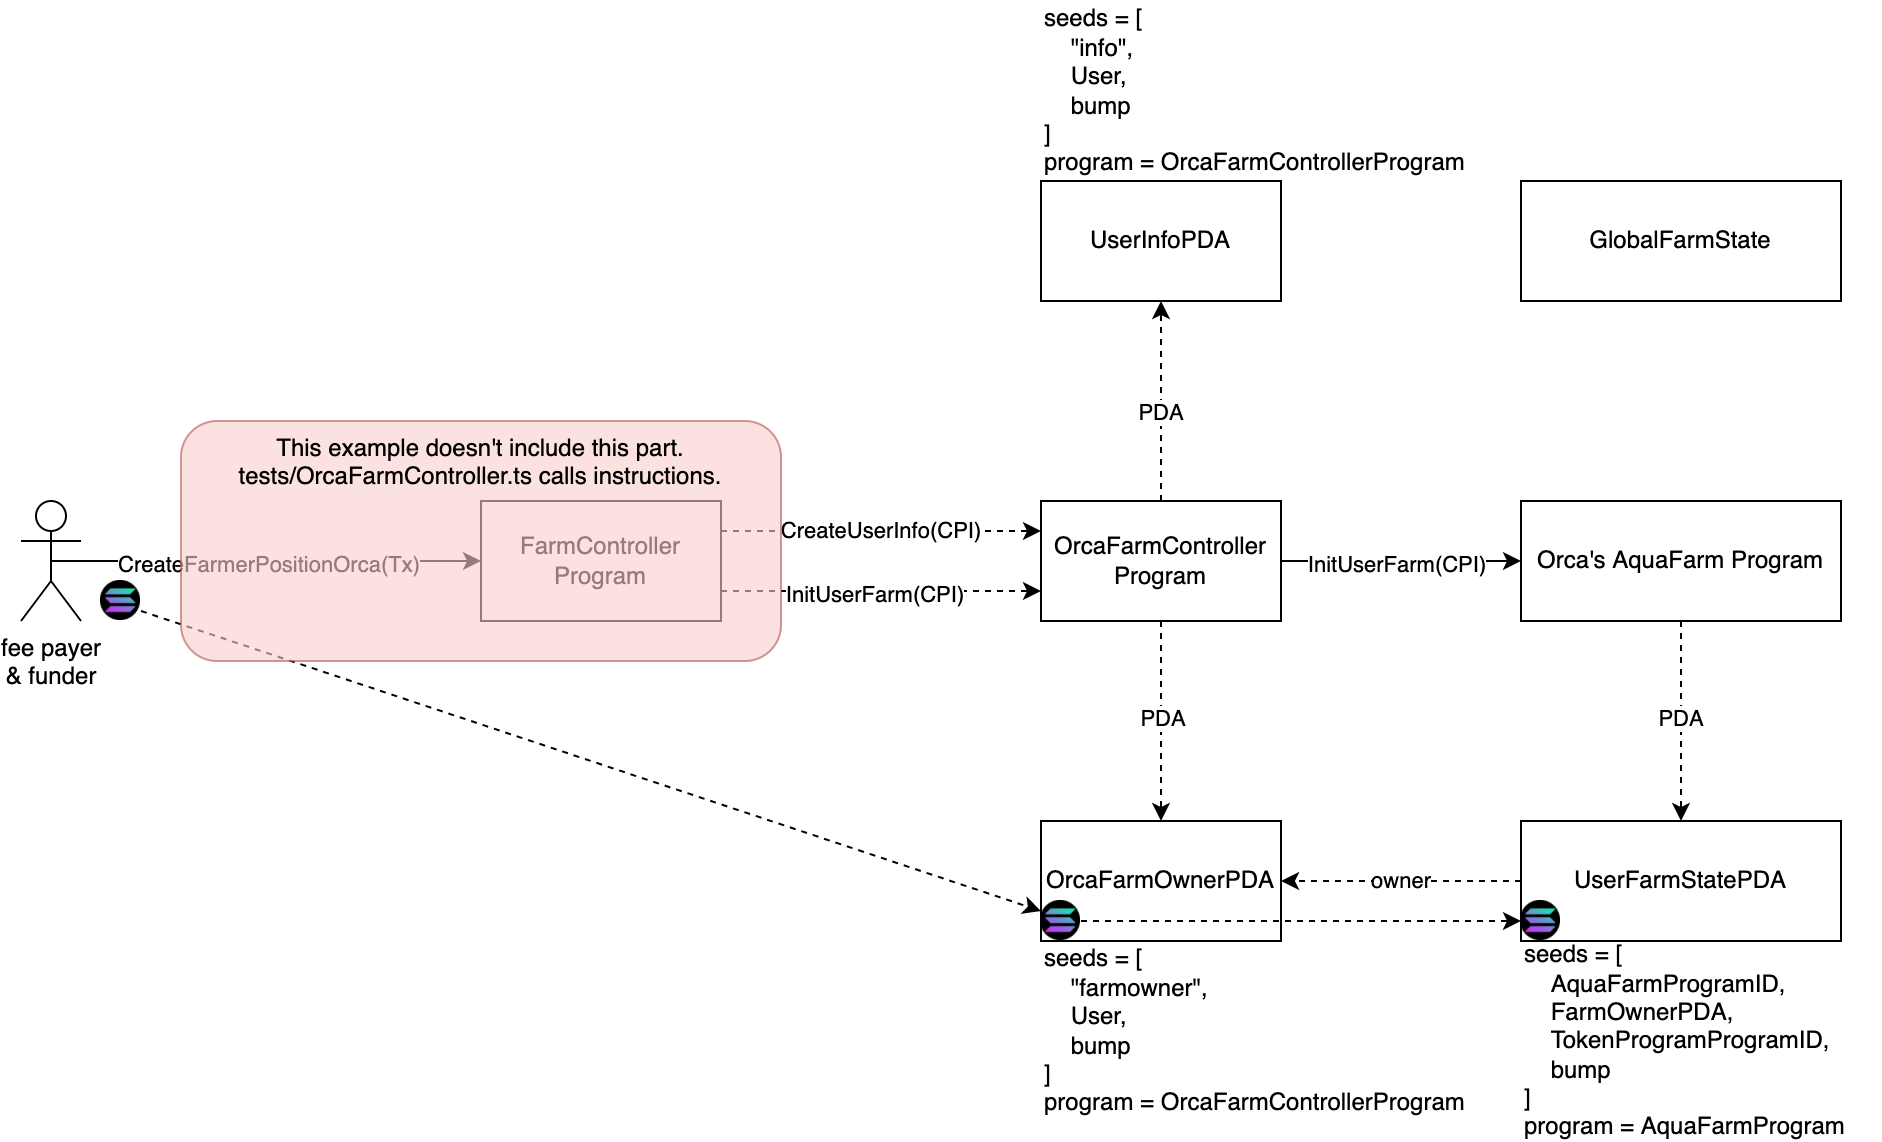 seeds = [
"info",
User,
bump
]
program = OrcaFarmControllerProgram
UserInfoPDA
GlobalFarmState
PDA
This example doesn't include this part.
tests/OrcaFarmController.ts calls instructions.
CreateFarmerPositionOrca(Tx)
FarmController
Program
CreateUserInfo(CPI)
InitUserFarm(CPI)
OrcaFarmController
Program
InitUserFarm(CPI)
Orca's AquaFarm Program
fee payer
& funder
PDA
PDA
OrcaFarmOwnerPDA
owner
UserFarmStatePDA
seeds = [
"farmowner",
User,
bump
]
program = OrcaFarmControllerProgram
seeds = [
AquaFarmProgramID,
FarmOwnerPDA,
TokenProgramProgramID,
bump
]
program = AquaFarmProgram